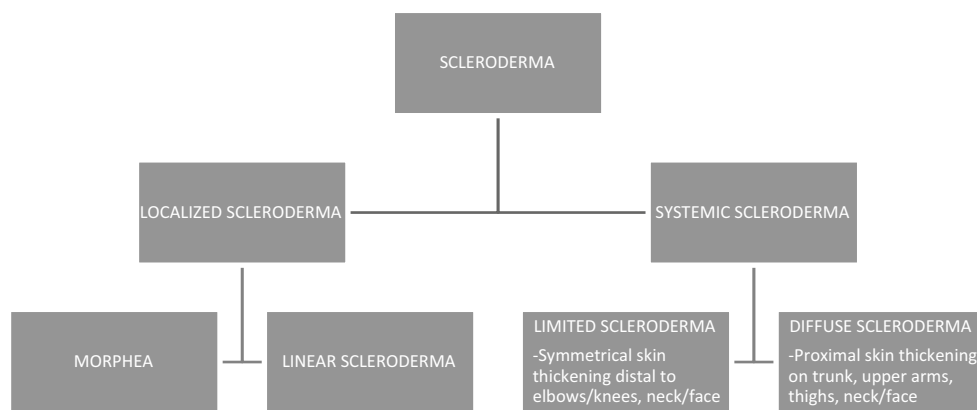 SCLERODERMA
LOCALIZED SCLERODERMA
SYSTEMIC SCLERODERMA
MORPHEA
LINEAR SCLERODERMA
LIMITED SCLERODERMA
-Symmetrical skin
thickening distal to
elbows/knees, neck/face
DIFFUSE SCLERODERMA
-Proximal skin thickening
on trunk, upper arms,
thighs, neck/face